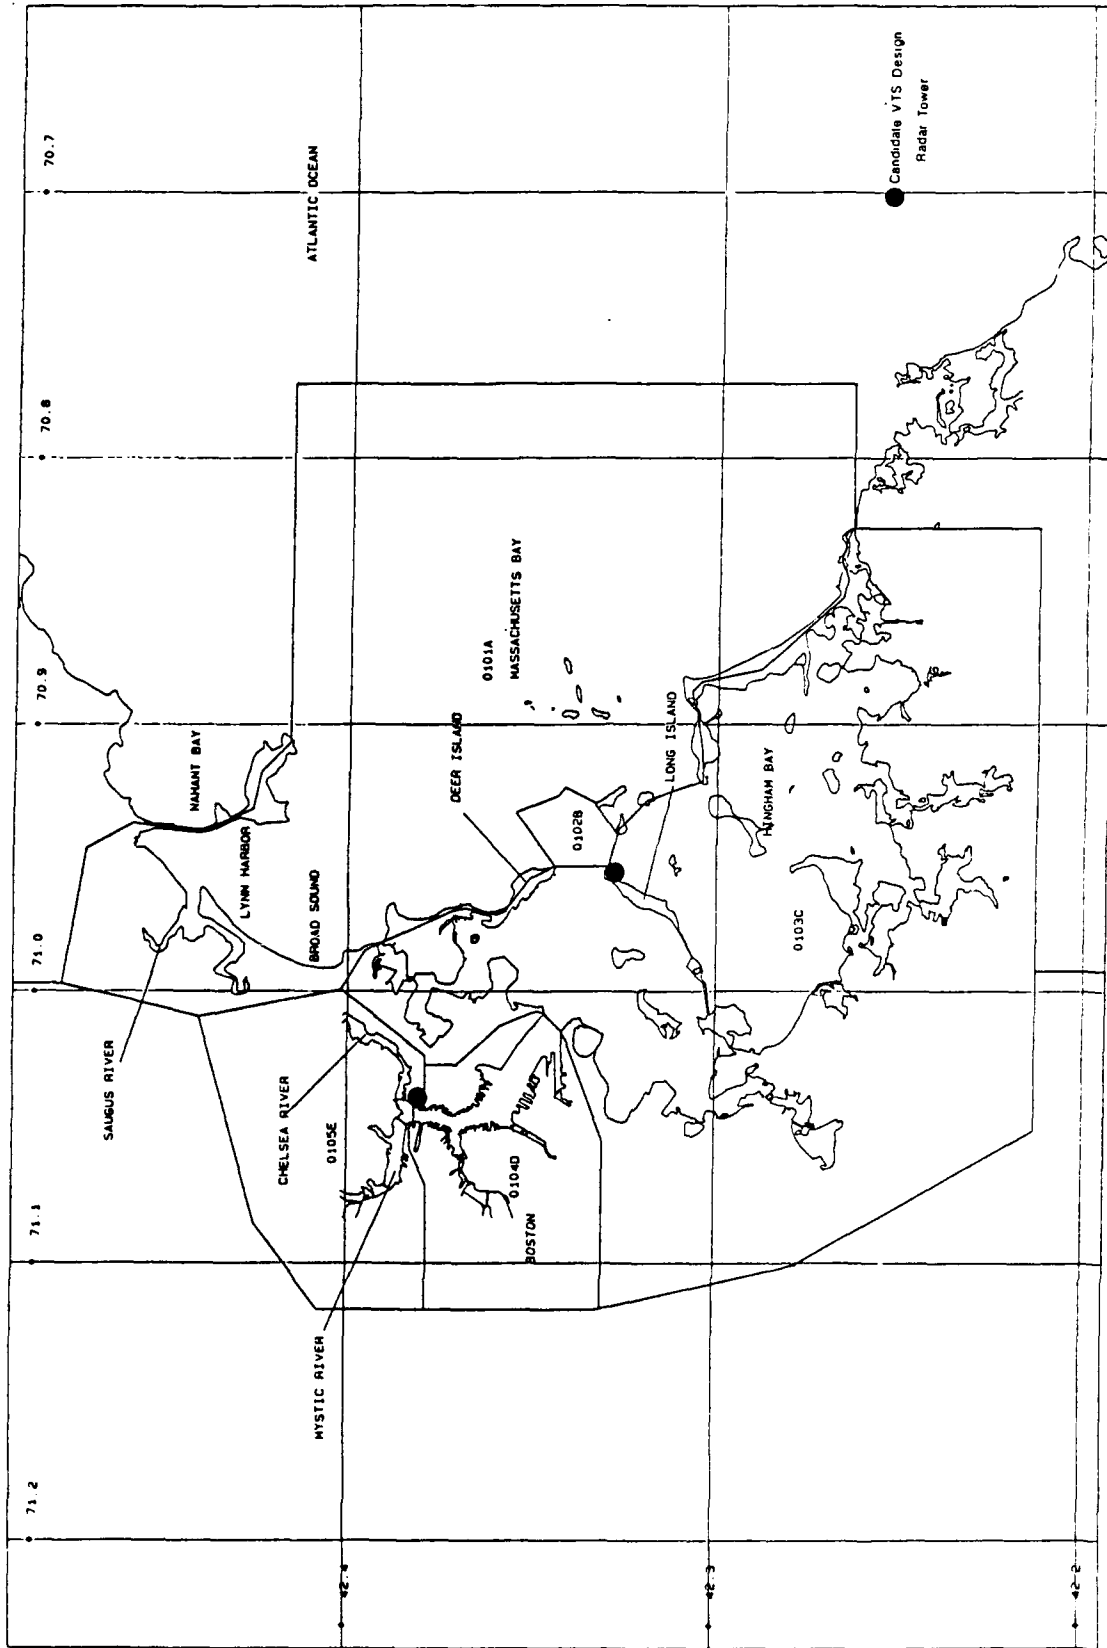 71.2
71.1
71.0
70.9
70.8
70.7
SAUGUS RIVER
NAHANT BAY
LYNN HARBOR
BROAD SOUND
CHELSEA RIVER
MYSTIC RIVER
0105E
0104D
BOSTON
DEER ISLAND
0101A
MASSACHUSETTS BAY
ATLANTIC OCEAN
0102B
LONG ISLAND
HINGHAM BAY
0103C
42.4
42.3
42.2
Candidate VTS Design
Radar Tower